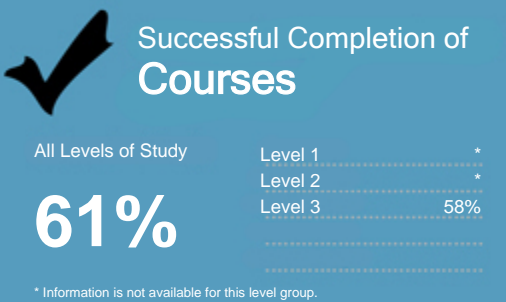 Successful Completion of
Courses
All Levels of Study
61%
Level 1 *
Level 2 *
Level 3 58%
* Information is not available for this level group.